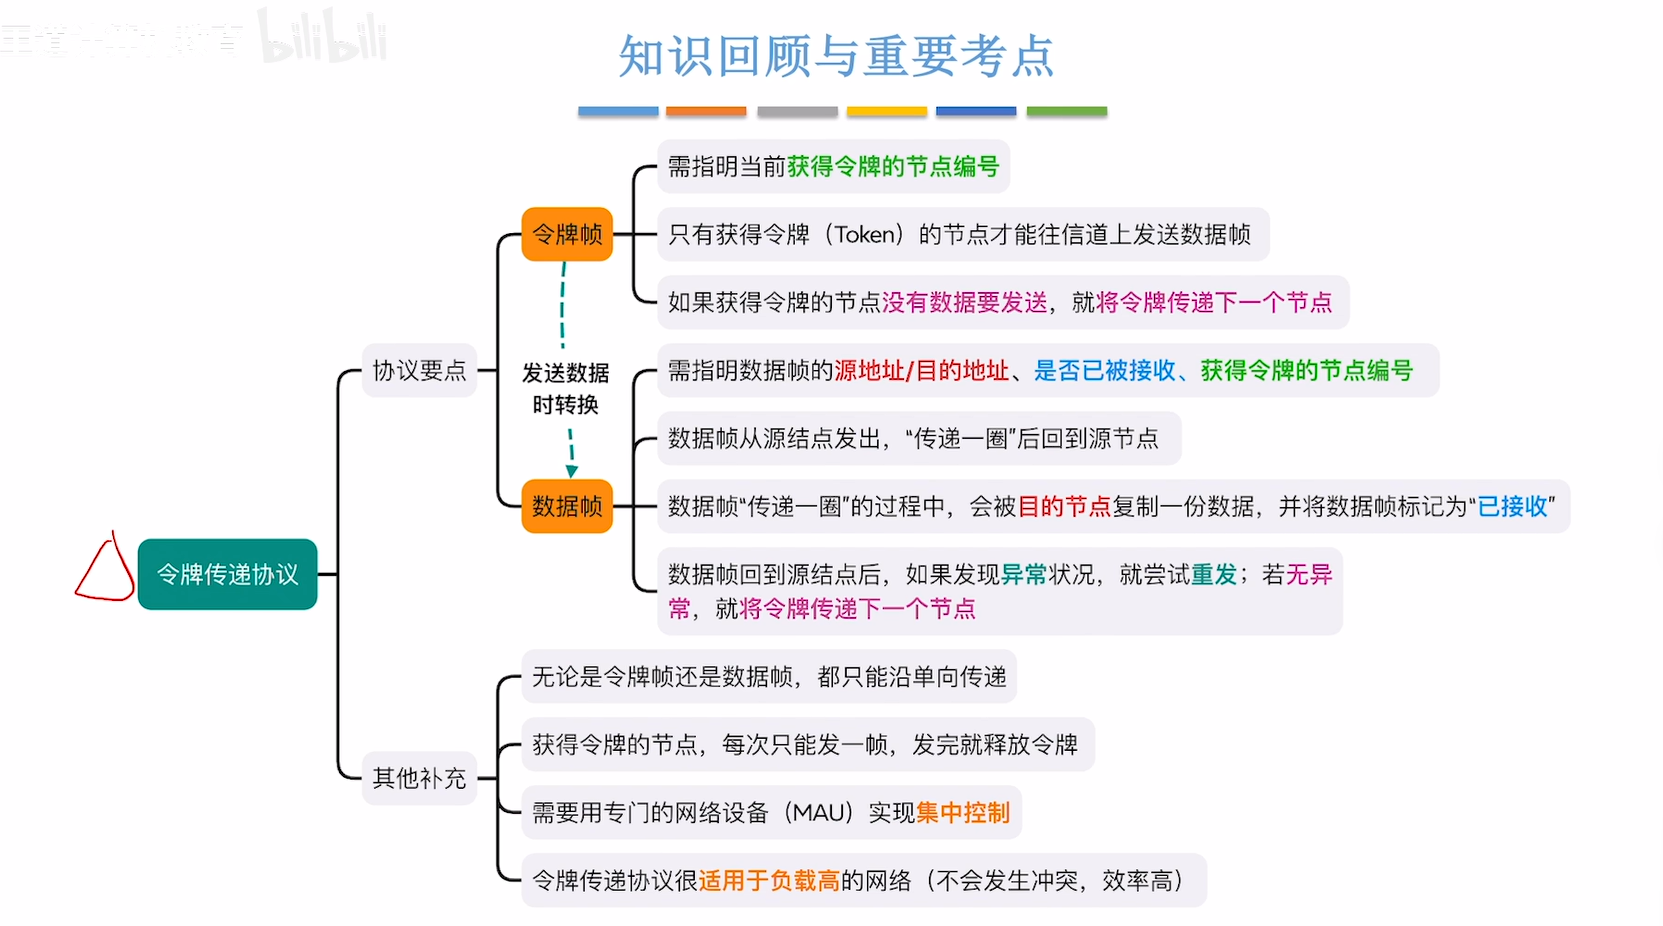 bilibili
知识回顾与重要考点
需指明当前获得令牌的节点编号
令牌帧
只有获得令牌（Token）的节点才能往信道上发送数据帧
如果获得令牌的节点没有数据要发送，就将令牌传递下一个节点
协议要点
发送数据
时转换
需指明数据帧的源地址/目的地址、是否已被接收、获得令牌的节点编号
数据帧从源结点发出，“传递一圈”后回到源节点
数据帧
数据帧“传递一圈”的过程中，会被目的节点复制一份数据，并将数据帧标记为“已接收”
令牌传递协议
数据帧回到源结点后，如果发现异常状况，就尝试重发；若无异
常，就将令牌传递下一个节点
无论是令牌帧还是数据帧，都只能沿单向传递
获得令牌的节点，每次只能发一帧，发完就释放令牌
其他补充
需要用专门的网络设备（MAU）实现集中控制
令牌传递协议很适用于负载高的网络（不会发生冲突，效率高）